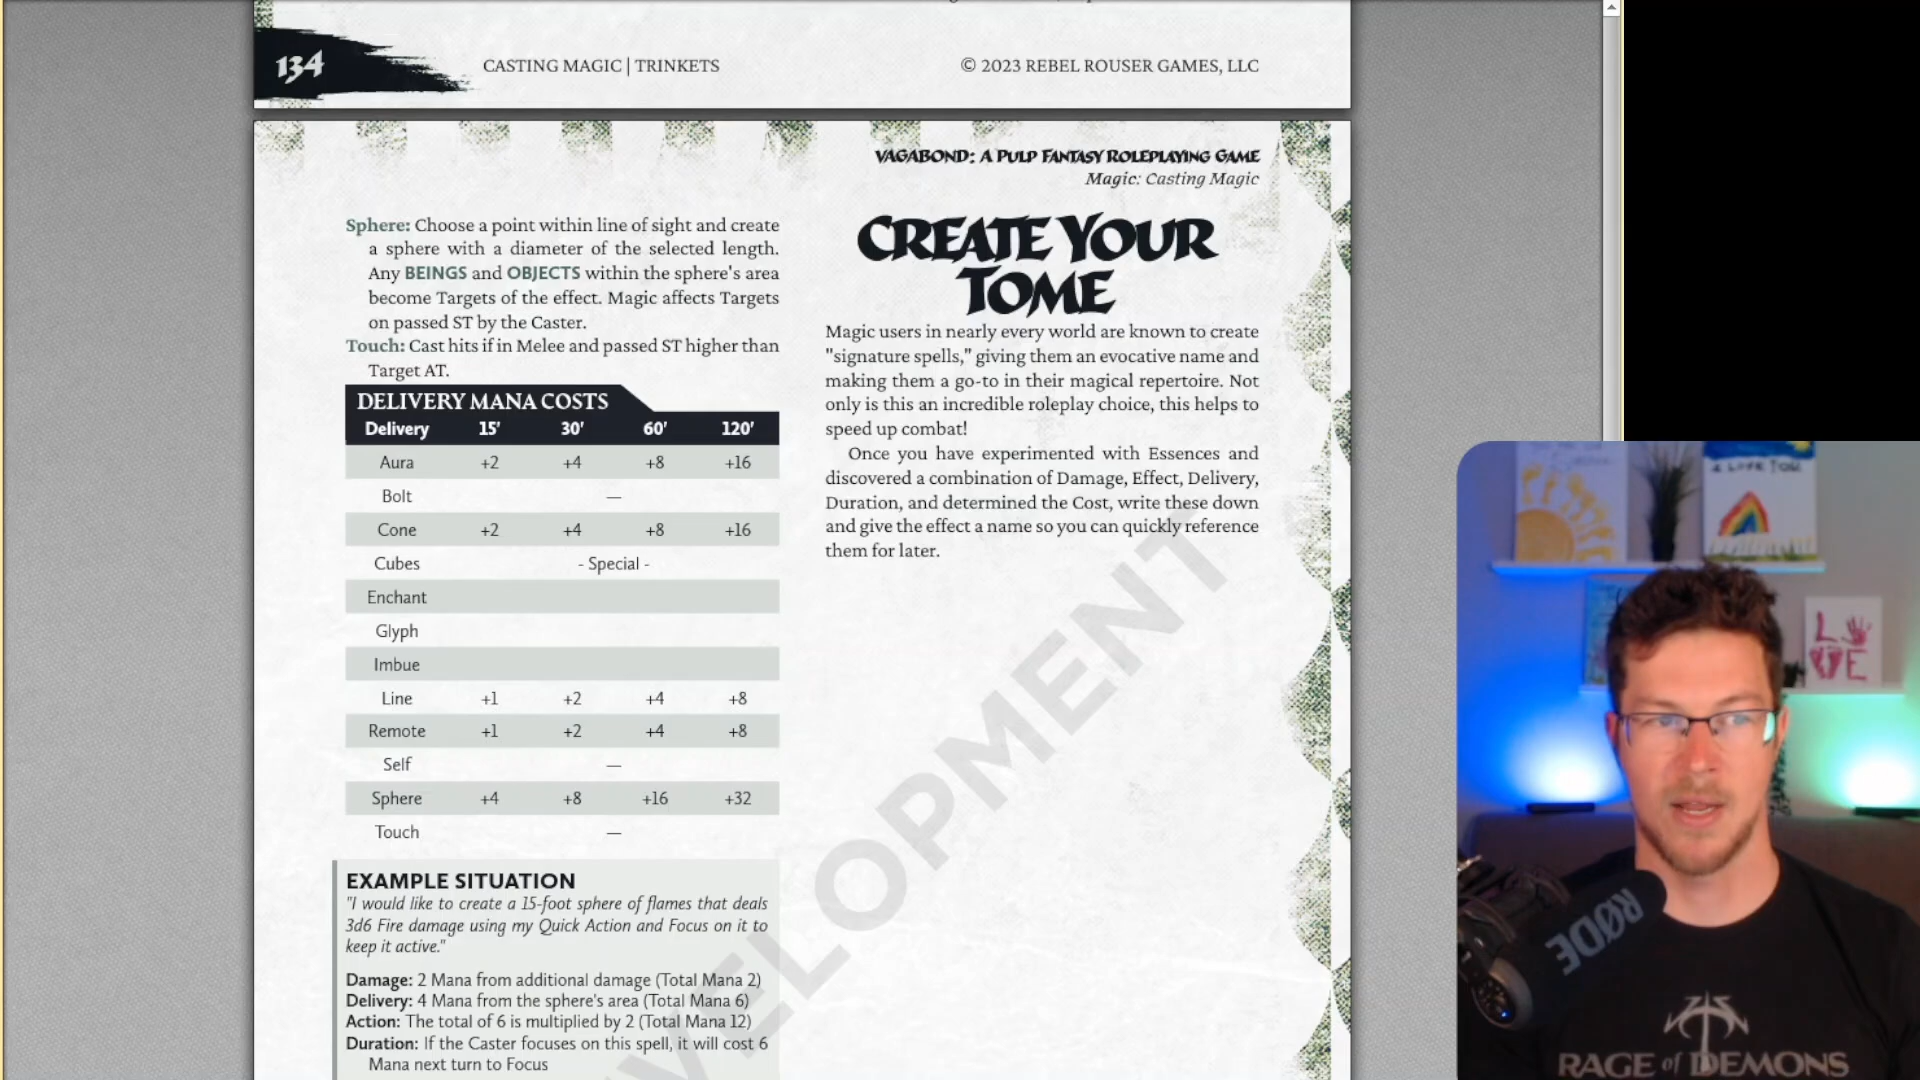 134
CASTING MAGIC | TRINKETS
© 2023 REBEL ROUSER GAMES, LLC
VAGABOND: A PULP FANTASY ROLEPLAYING GAME
Magic: Casting Magic
Sphere: Choose a point within line of sight and create
a sphere with a diameter of the selected length.
Any BEINGS and OBJECTS within the sphere's area
become Targets of the effect. Magic affects Targets
on passed ST by the Caster.
Touch: Cast hits if in Melee and passed ST higher than
Target AT.
DELIVERY MANA COSTS
Delivery 15' 30' 60' 120'
Aura +2 +4 +8 +16
Bolt —
Cone +2 +4 +8 +16
Cubes - Special -
Enchant
Glyph
Imbue
Line +1 +2 +4 +8
Remote +1 +2 +4 +8
Self —
Sphere +4 +8 +16 +32
Touch —
EXAMPLE SITUATION
"I would like to create a 15-foot sphere of flames that deals
3d6 Fire damage using my Quick Action and Focus on it to
keep it active."
Damage: 2 Mana from additional damage (Total Mana 2)
Delivery: 4 Mana from the sphere's area (Total Mana 6)
Action: The total of 6 is multiplied by 2 (Total Mana 12)
Duration: If the Caster focuses on this spell, it will cost 6
Mana next turn to Focus
CREATE YOUR
TOME
Magic users in nearly every world are known to create
"signature spells," giving them an evocative name and
making them a go-to in their magical repertoire. Not
only is this an incredible roleplay choice, this helps to
speed up combat!
Once you have experimented with Essences and
discovered a combination of Damage, Effect, Delivery,
Duration, and determined the Cost, write these down
and give the effect a name so you can quickly reference
them for later.
VELOPMENT
I LOVE YOU
L
VE
RØDE
RAGE of DEMONS